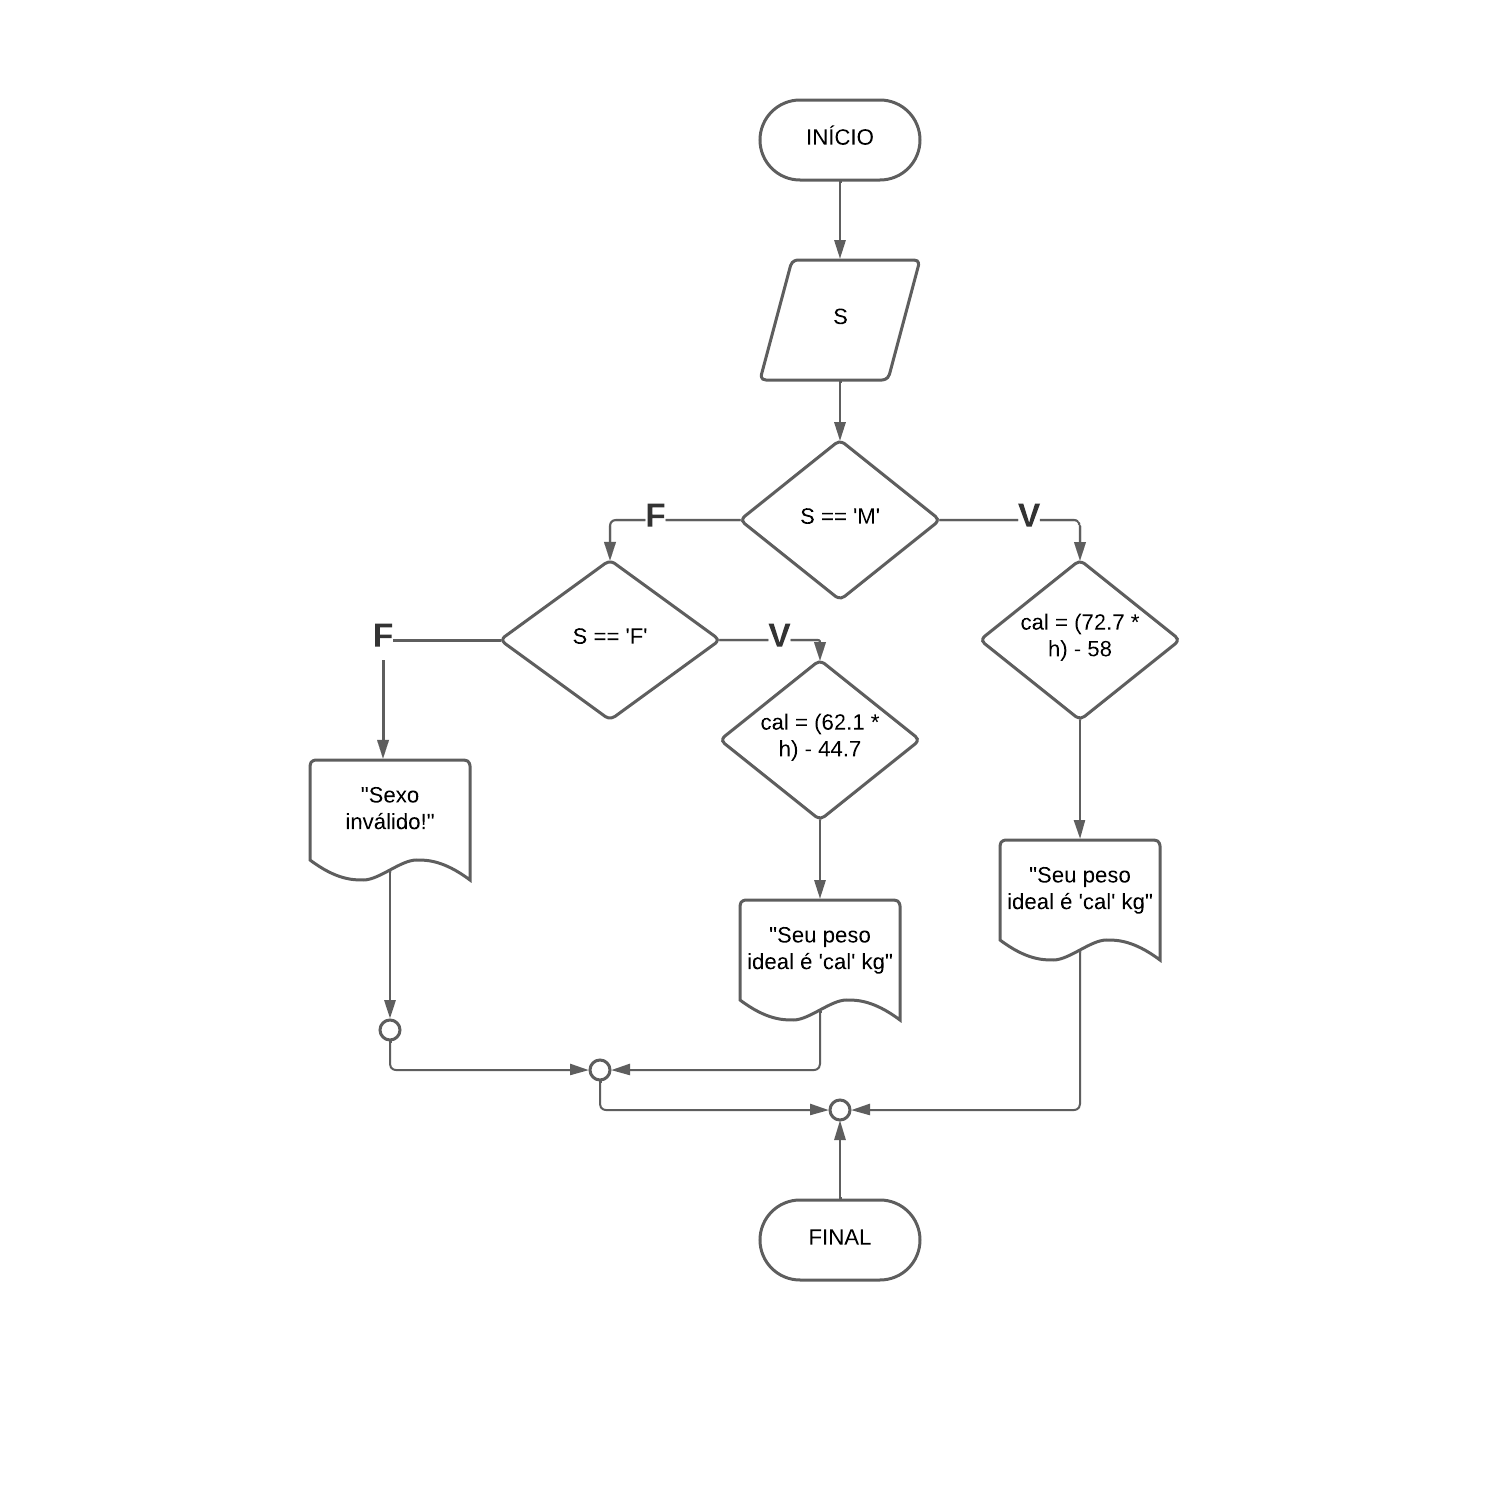 INÍCIO
S
S == 'M'
F
V
S == 'F'
F
V
cal = (72.7 *
h) - 58
cal = (62.1 *
h) - 44.7
"Sexo
inválido!"
"Seu peso
ideal é 'cal' kg"
"Seu peso
ideal é 'cal' kg"
FINAL